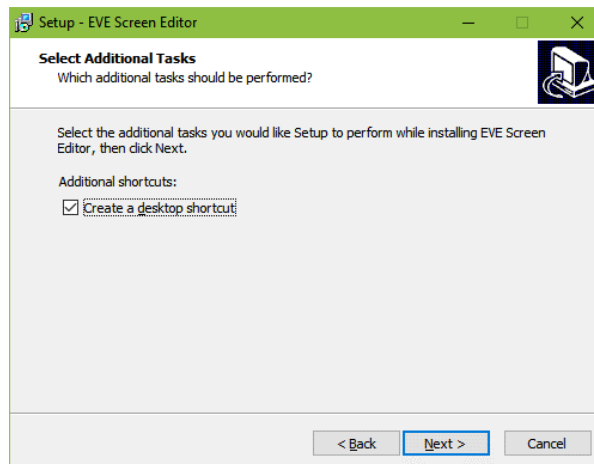 Setup - EVE Screen Editor
Select Additional Tasks
Which additional tasks should be performed?
Select the additional tasks you would like Setup to perform while installing EVE Screen
Editor, then click Next.
Additional shortcuts:
Create a desktop shortcut
< Back
Next >
Cancel